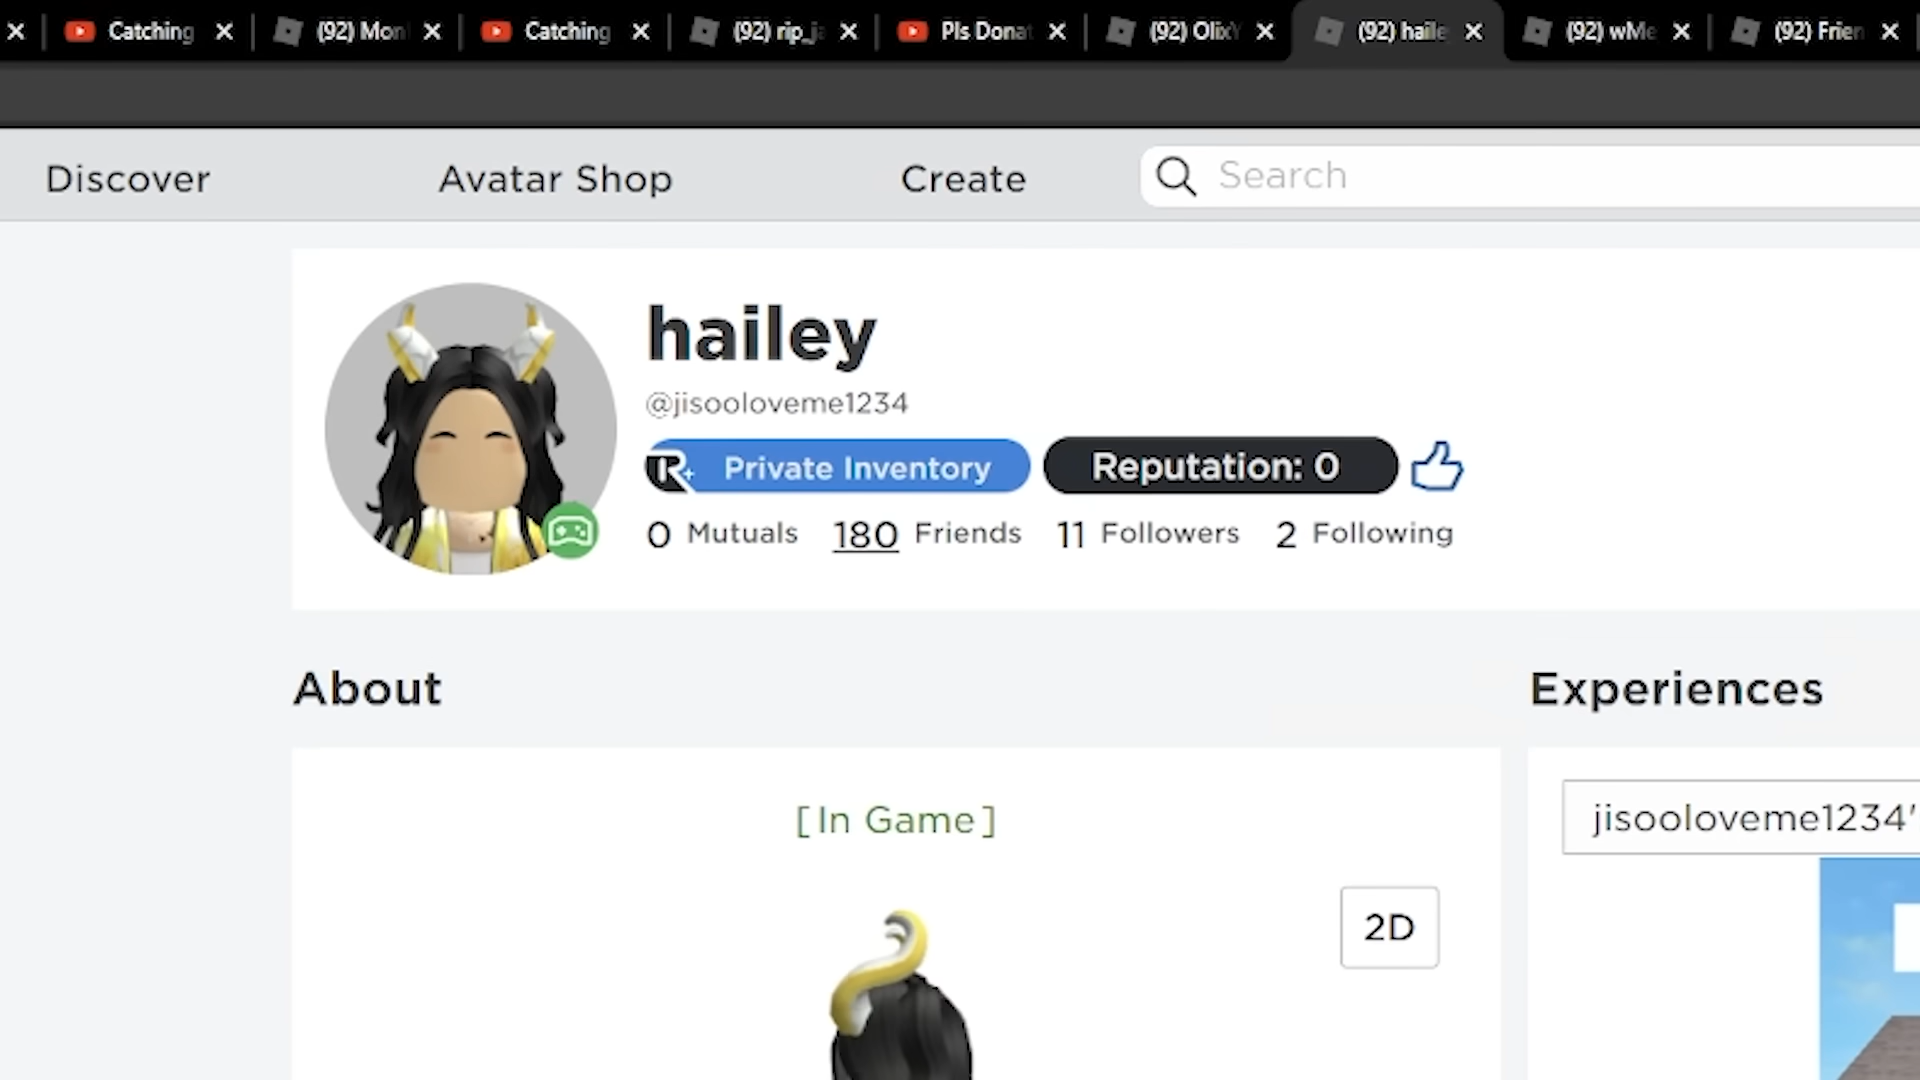 Catching (92) Mon Catching (92) rip_j Pls Dona (92) Olix (92) haile (92) wMe (92) Frien
Discover Avatar Shop Create Search
hailey
@jisooloveme1234
R+ Private Inventory Reputation: 0
0 Mutuals 180 Friends 11 Followers 2 Following
About Experiences
[ In Game ]
jisooloveme1234'
2D